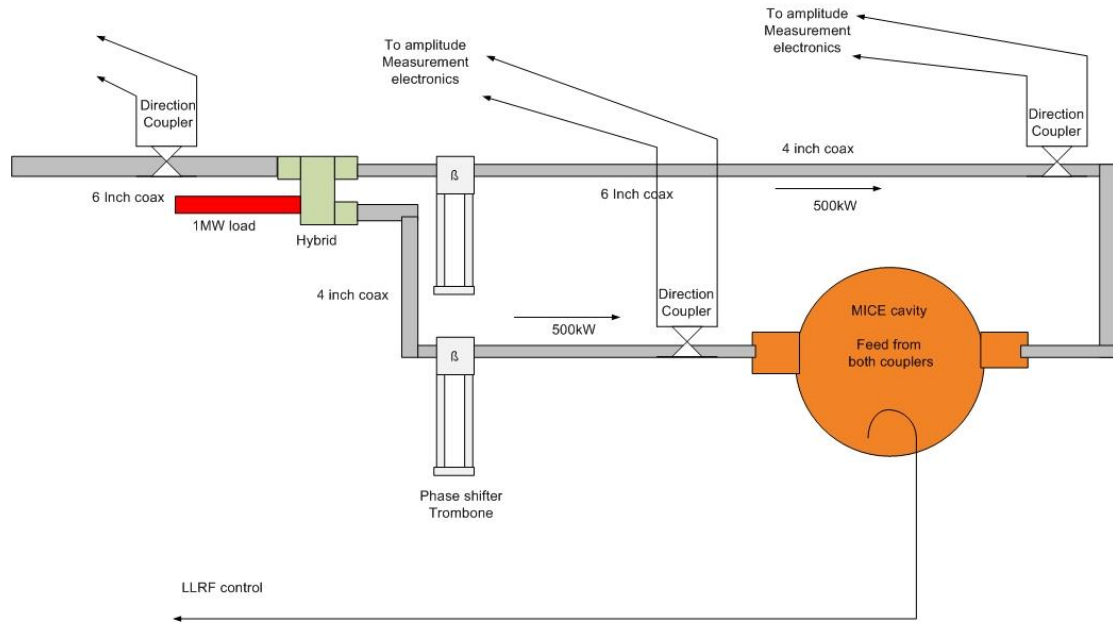 To amplitude
Measurement
electronics
To amplitude
Measurement
electronics
Direction
Coupler
Direction
Coupler
4 inch coax
ß
6 Inch coax
6 Inch coax
500kW
1MW load
Hybrid
4 inch coax
Direction
Coupler
500kW
MICE cavity
Feed from
both couplers
ß
Phase shifter
Trombone
LLRF control